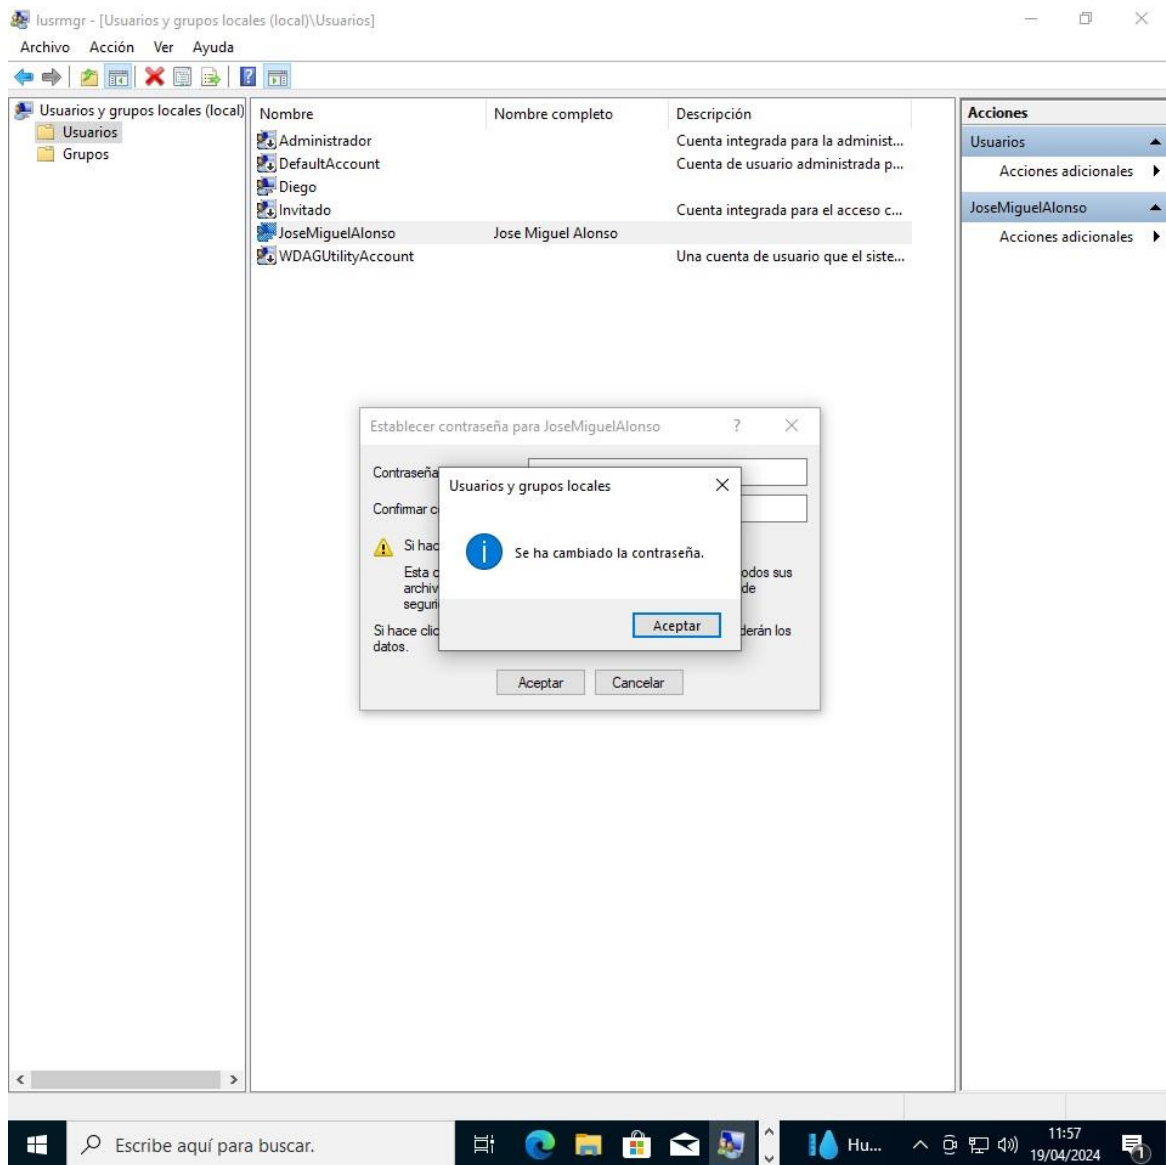 lusrmgr - [Usuarios y grupos locales (local)\Usuarios]
Archivo Acción Ver Ayuda
Usuarios y grupos locales (local)
Usuarios
Grupos
Nombre Nombre completo Descripción
Administrador Cuenta integrada para la administ...
DefaultAccount Cuenta de usuario administrada p...
Diego
Invitado Cuenta integrada para el acceso c...
JoseMiguelAlonso Jose Miguel Alonso
WDAGUtilityAccount Una cuenta de usuario que el siste...
Acciones
Usuarios
Acciones adicionales
JoseMiguelAlonso
Acciones adicionales
Establecer contraseña para JoseMiguelAlonso
Contraseña
Confirmar c
Si hac
Esta c odos sus
archiv de
seguri
Si hace clic derán los
datos.
Aceptar Cancelar
Usuarios y grupos locales
Se ha cambiado la contraseña.
Aceptar
Escribe aquí para buscar.
Hu...
11:57
19/04/2024
1